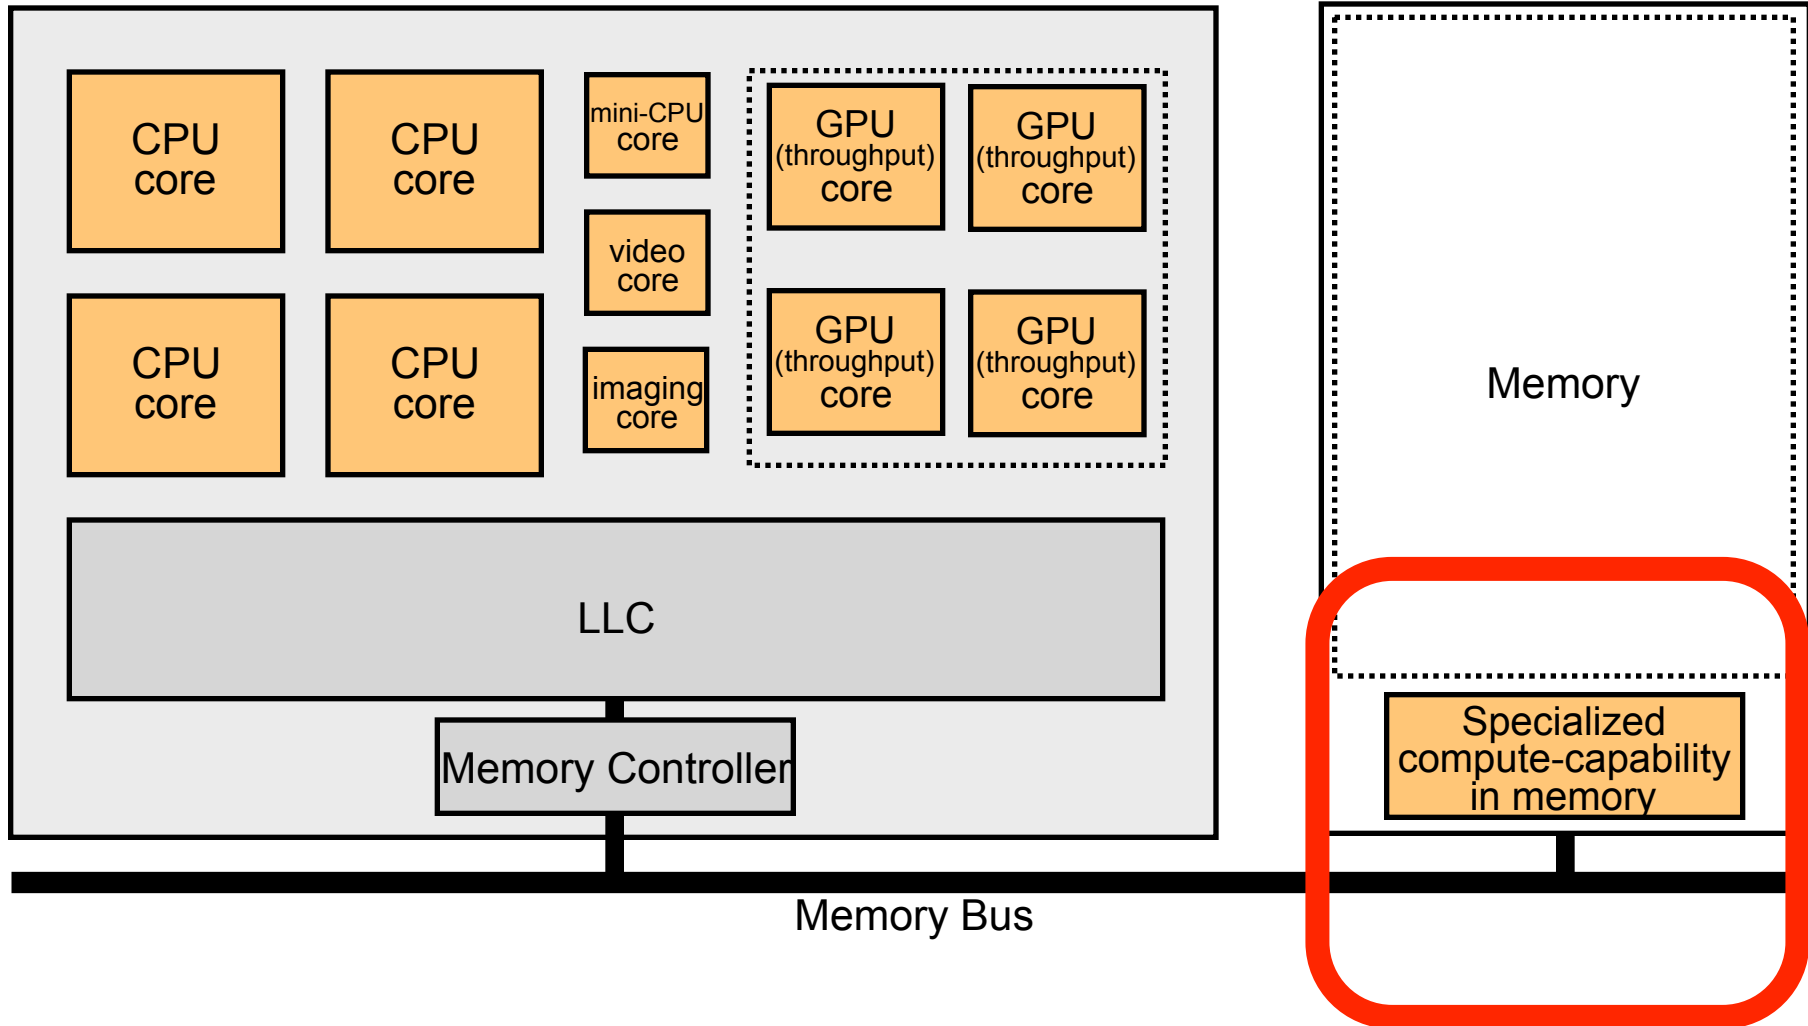 CPU
core
CPU
core
mini-CPU
core
video
core
imaging
core
GPU
(throughput)
core
GPU
(throughput)
core
CPU
core
CPU
core
GPU
(throughput)
core
GPU
(throughput)
core
LLC
Memory Controller
Memory Bus
Memory
Specialized
compute-capability
in memory